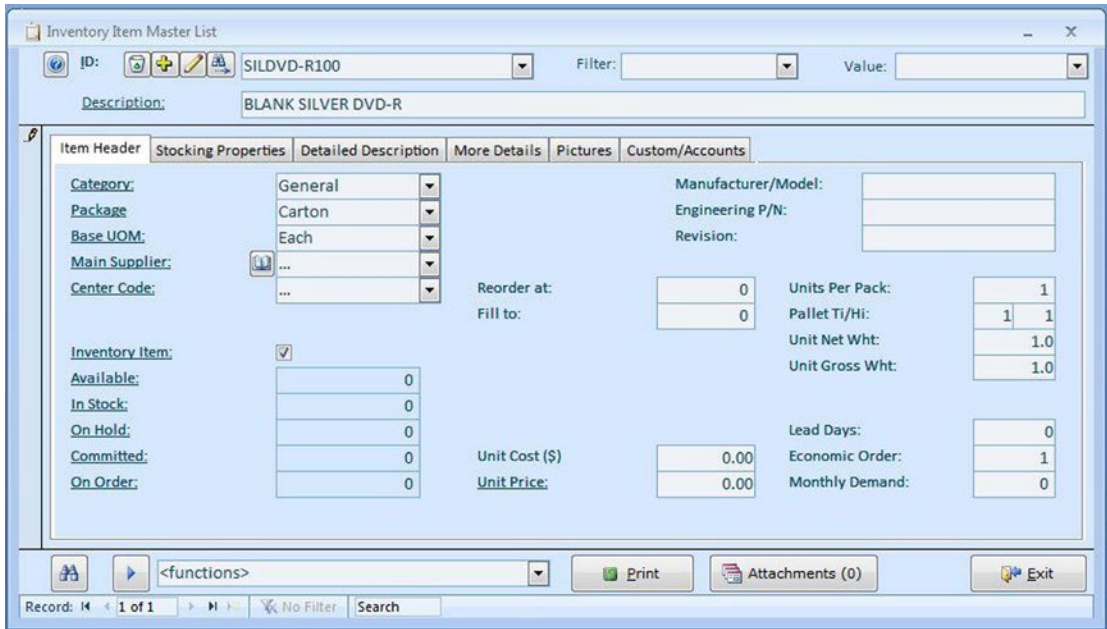 Inventory Item Master List
ID: SILDVD-R100 Filter: Value:
Description: BLANK SILVER DVD-R
Item Header Stocking Properties Detailed Description More Details Pictures Custom/Accounts
Category: General Manufacturer/Model:
Package Carton Engineering P/N:
Base UOM: Each Revision:
Main Supplier: ...
Center Code: ... Reorder at: 0 Units Per Pack: 1
Fill to: 0 Pallet Ti/Hi: 1 1
Unit Net Wht: 1.0
Inventory Item: Unit Gross Wht: 1.0
Available: 0
In Stock: 0
On Hold: 0 Lead Days: 0
Committed: 0 Unit Cost ($) 0.00 Economic Order: 1
On Order: 0 Unit Price: 0.00 Monthly Demand: 0
<functions> Print Attachments (0) Exit
Record: 1 of 1 No Filter Search